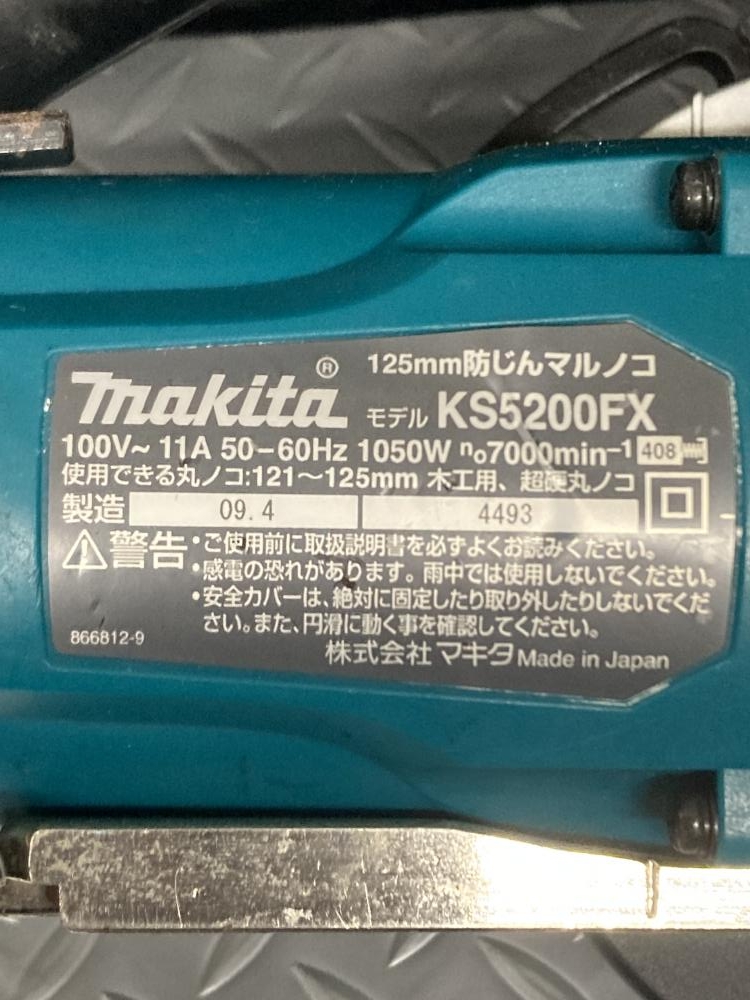 makita® 125mm防じんマルノコ
モデル KS5200FX
100V~ 11A 50-60Hz 1050W n₀7000min⁻¹ 408
使用できる丸ノコ:121〜125mm 木工用、超硬丸ノコ
製造 09.4 4493
⚠警告 •ご使用前に取扱説明書を必ずよくお読みください。
•感電の恐れがあります。雨中では使用しないでください。
•安全カバーは、絶対に固定したり取り外したりしないでくだ
さい。また、円滑に動く事を確認してください。
866812-9
株式会社 マキタ Made in Japan